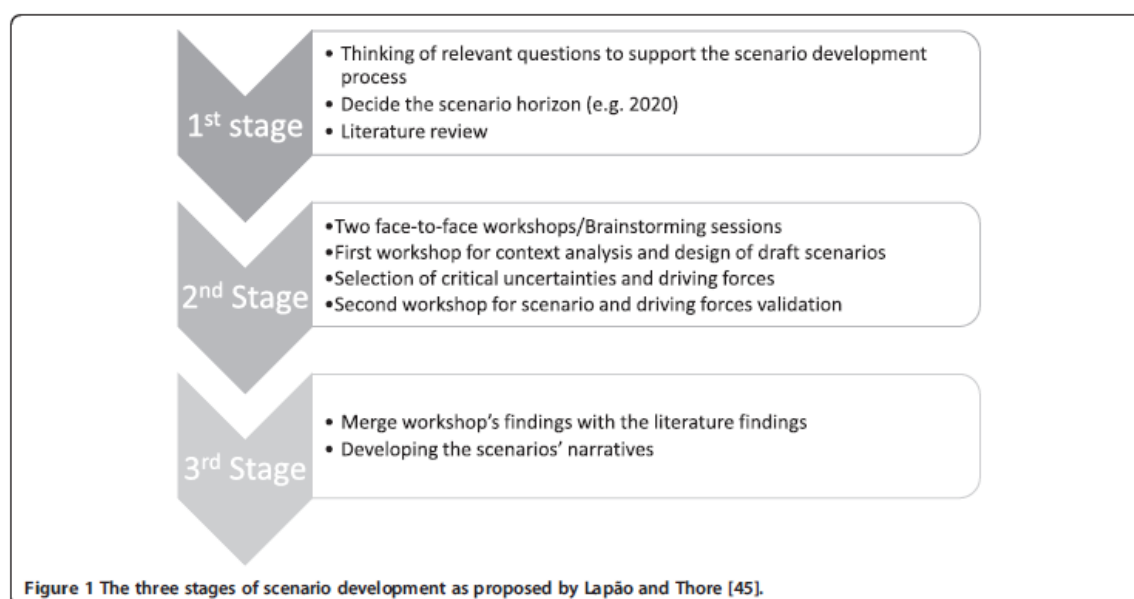 • Thinking of relevant questions to support the scenario development
process
• Decide the scenario horizon (e.g. 2020)
• Literature review
1st stage
•Two face-to-face workshops/Brainstorming sessions
•First workshop for context analysis and design of draft scenarios
•Selection of critical uncertainties and driving forces
•Second workshop for scenario and driving forces validation
2nd Stage
• Merge workshop's findings with the literature findings
• Developing the scenarios' narratives
3rd Stage
Figure 1 The three stages of scenario development as proposed by Lapão and Thore [45].